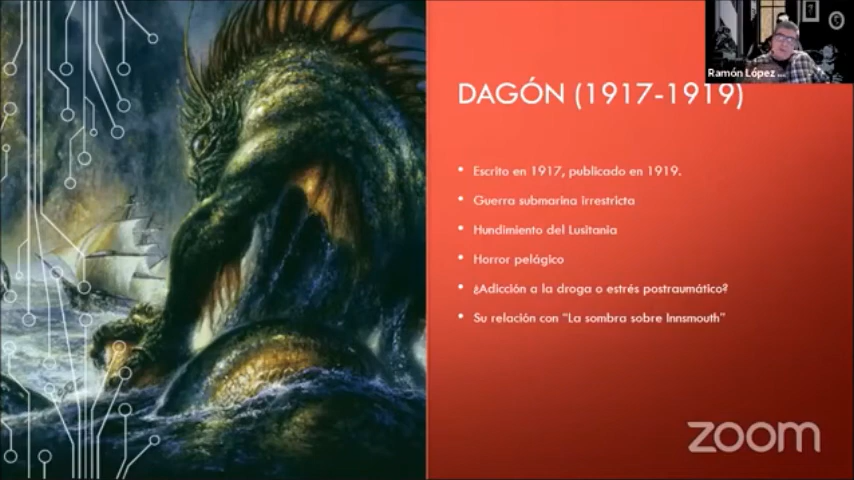 Ramón López ...
DAGÓN (1917-1919)
• Escrito en 1917, publicado en 1919.
• Guerra submarina irrestricta
• Hundimiento del Lusitania
• Horror pelágico
• ¿Adicción a la droga o estrés postraumático?
• Su relación con "La sombra sobre Innsmouth"
zoom